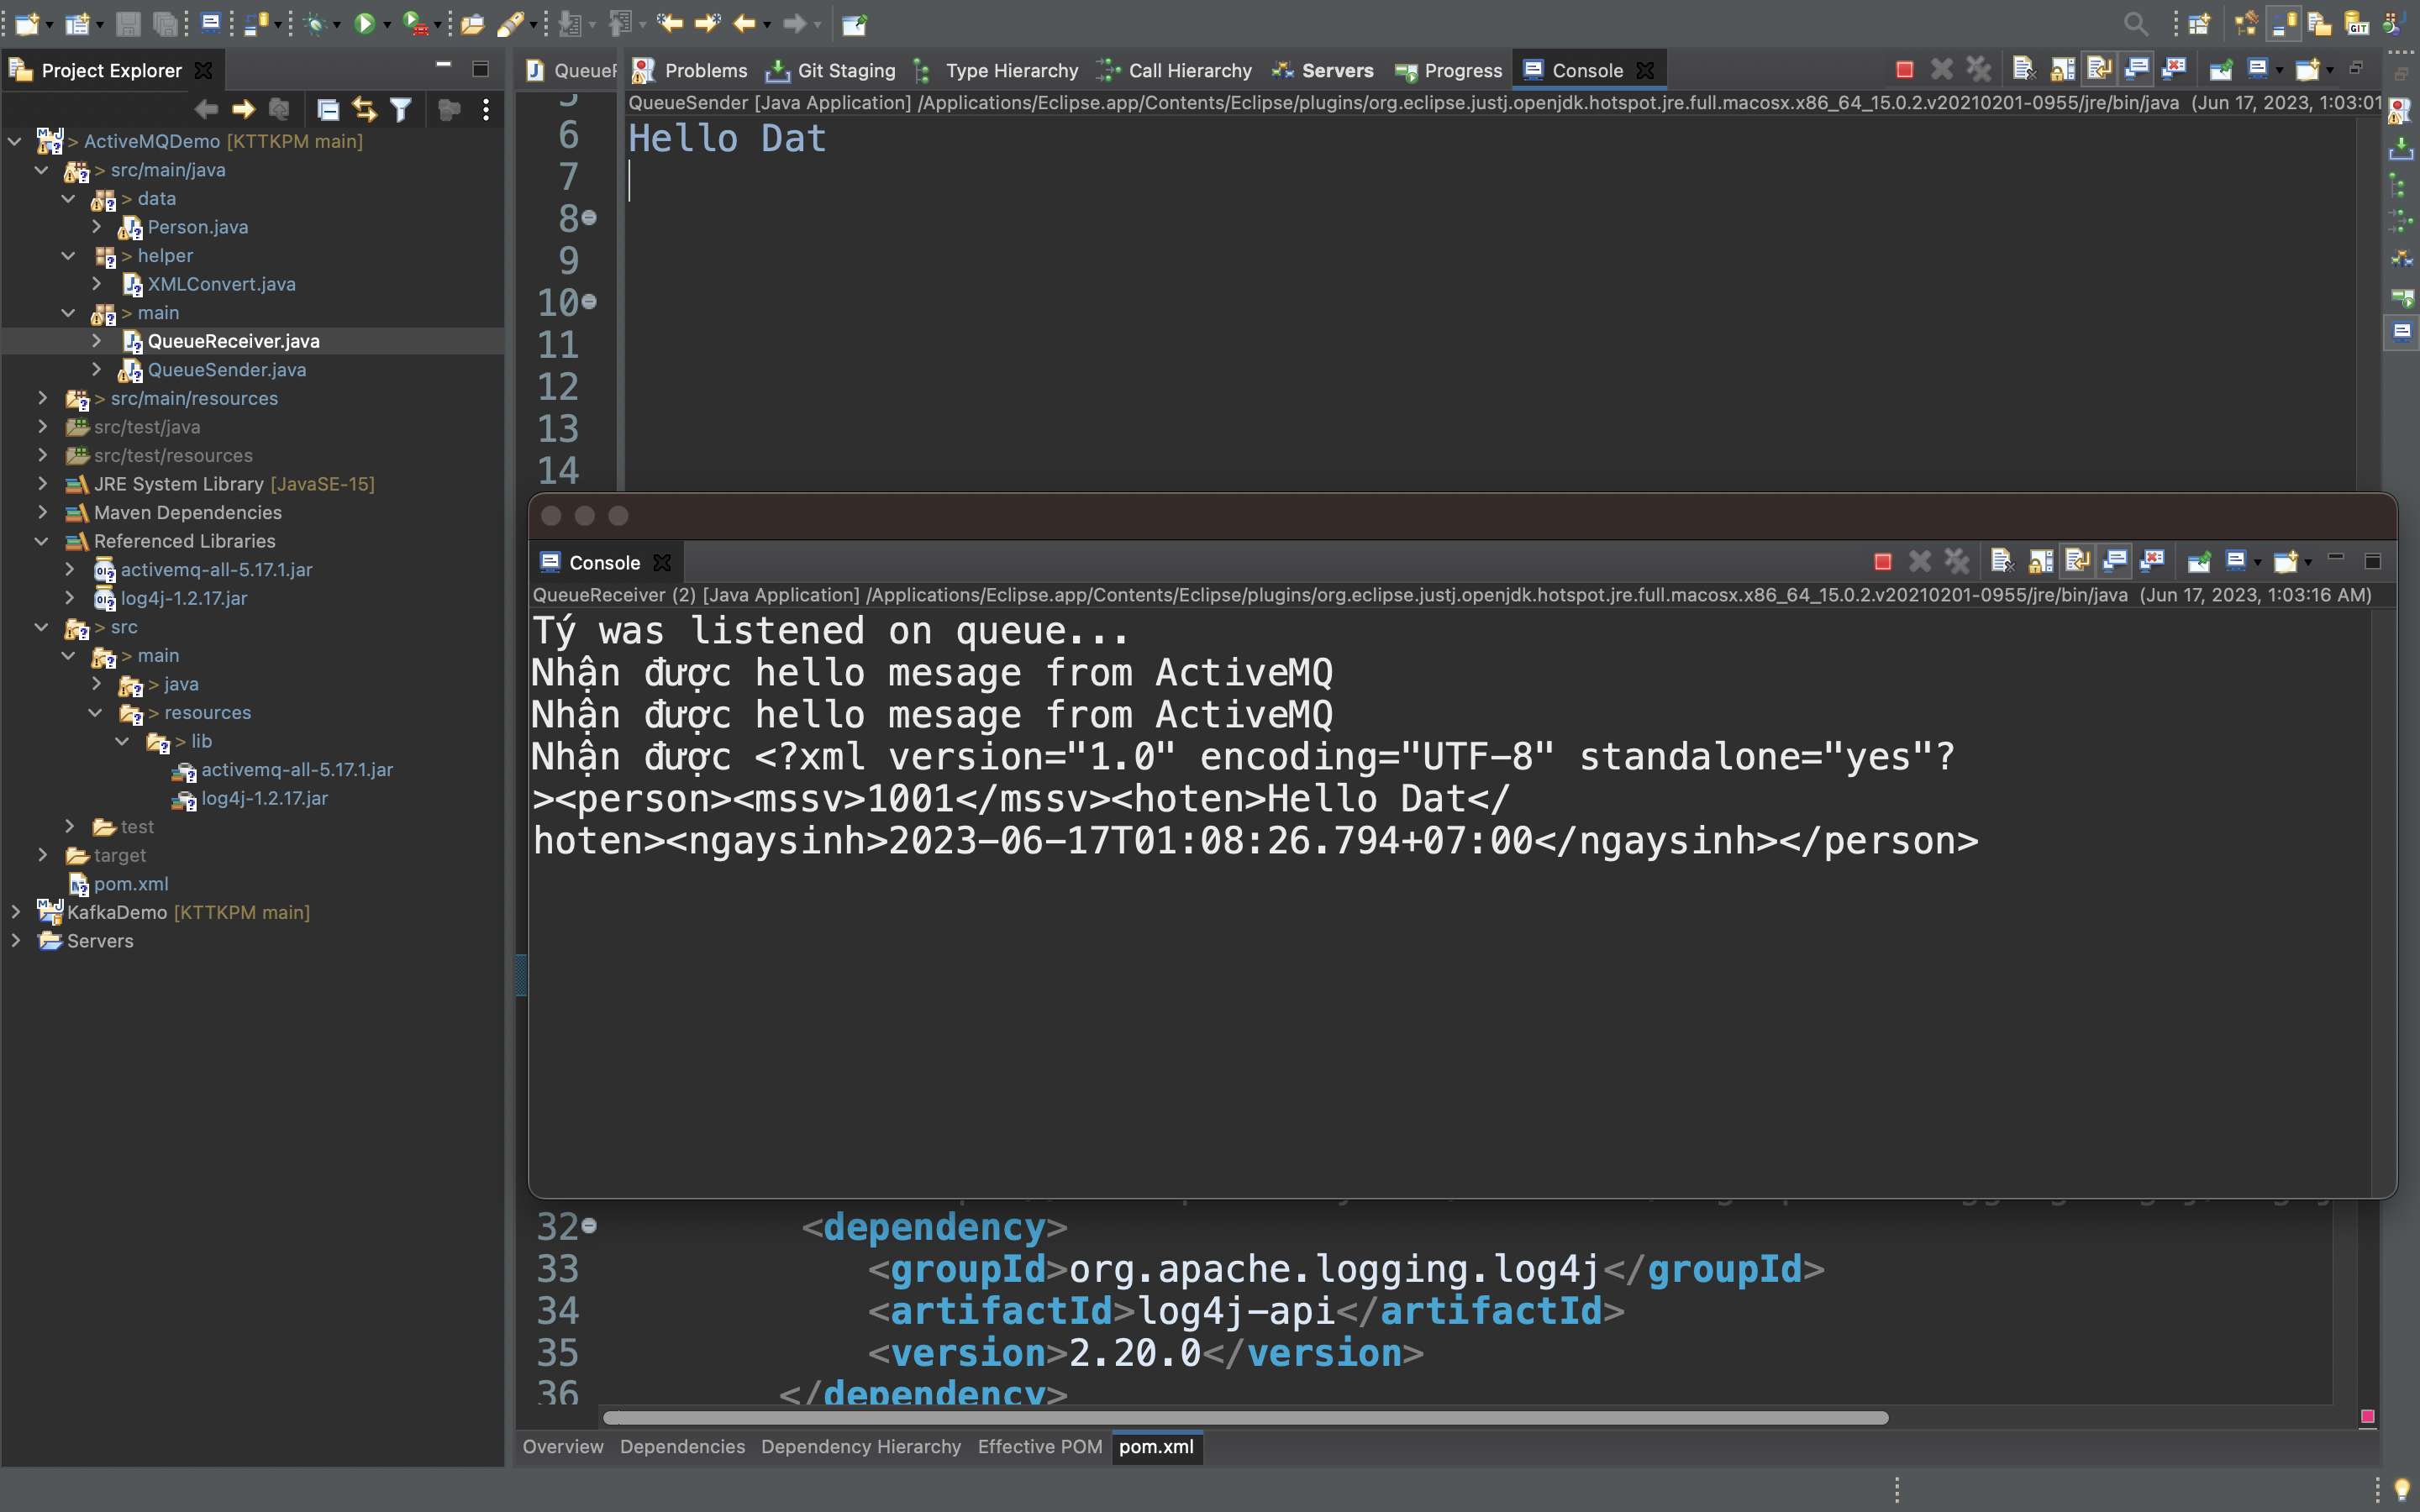 Project Explorer
ActiveMQDemo [KTTKPM main]
src/main/java
data
Person.java
helper
XMLConvert.java
main
QueueReceiver.java
QueueSender.java
src/main/resources
src/test/java
src/test/resources
JRE System Library [JavaSE-15]
Maven Dependencies
Referenced Libraries
activemq-all-5.17.1.jar
log4j-1.2.17.jar
src
main
java
resources
lib
activemq-all-5.17.1.jar
log4j-1.2.17.jar
test
target
pom.xml
KafkaDemo [KTTKPM main]
Servers
Problems Git Staging Type Hierarchy Call Hierarchy Servers Progress Console
QueueSender [Java Application] /Applications/Eclipse.app/Contents/Eclipse/plugins/org.eclipse.justj.openjdk.hotspot.jre.full.macosx.x86_64_15.0.2.v20210201-0955/jre/bin/java (Jun 17, 2023, 1:03:01
Hello Dat
6
7
8
9
10
11
12
13
14
Console
QueueReceiver (2) [Java Application] /Applications/Eclipse.app/Contents/Eclipse/plugins/org.eclipse.justj.openjdk.hotspot.jre.full.macosx.x86_64_15.0.2.v20210201-0955/jre/bin/java (Jun 17, 2023, 1:03:16 AM)
Tý was listened on queue...
Nhận được hello mesage from ActiveMQ
Nhận được hello mesage from ActiveMQ
Nhận được <?xml version="1.0" encoding="UTF-8" standalone="yes"?
><person><mssv>1001</mssv><hoten>Hello Dat</
hoten><ngaysinh>2023-06-17T01:08:26.794+07:00</ngaysinh></person>
32 <dependency>
33 <groupId>org.apache.logging.log4j</groupId>
34 <artifactId>log4j-api</artifactId>
35 <version>2.20.0</version>
36 </dependency>
Overview Dependencies Dependency Hierarchy Effective POM pom.xml